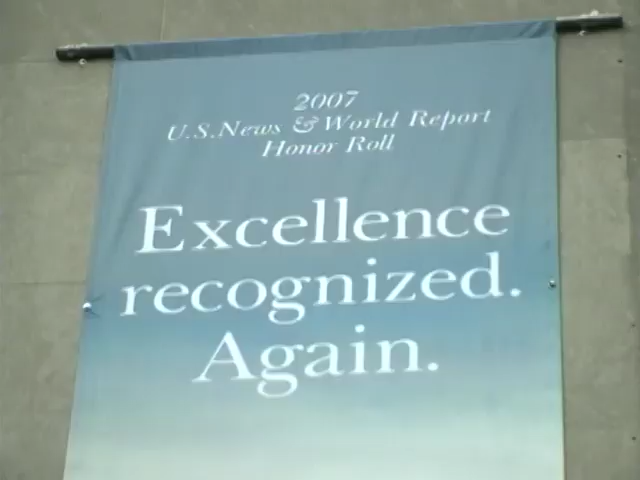 2007
U.S.News & World Report
Honor Roll
Excellence
recognized.
Again.